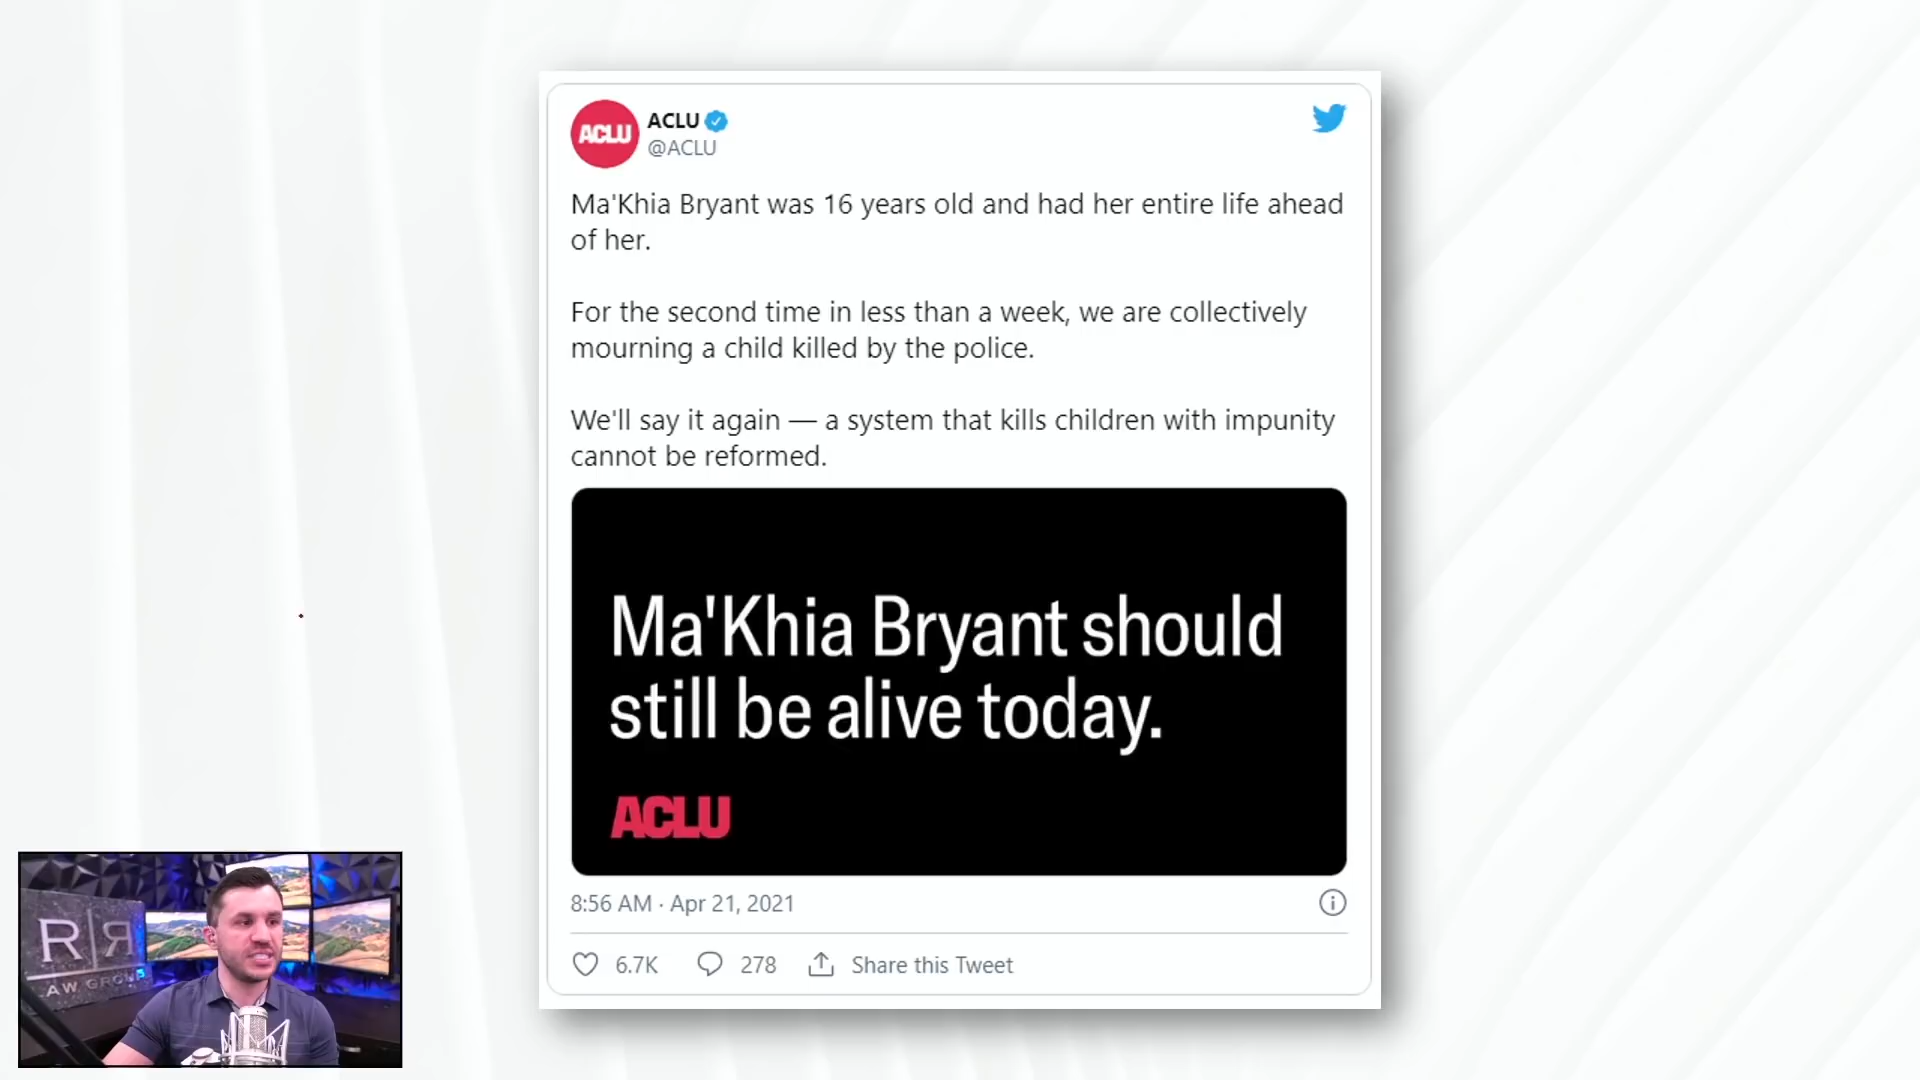 ACLU
ACLU
@ACLU
Ma'Khia Bryant was 16 years old and had her entire life ahead
of her.
For the second time in less than a week, we are collectively
mourning a child killed by the police.
We'll say it again — a system that kills children with impunity
cannot be reformed.
Ma'Khia Bryant should
still be alive today.
ACLU
8:56 AM · Apr 21, 2021
6.7K 278 Share this Tweet
R|Я
LAW GROUP